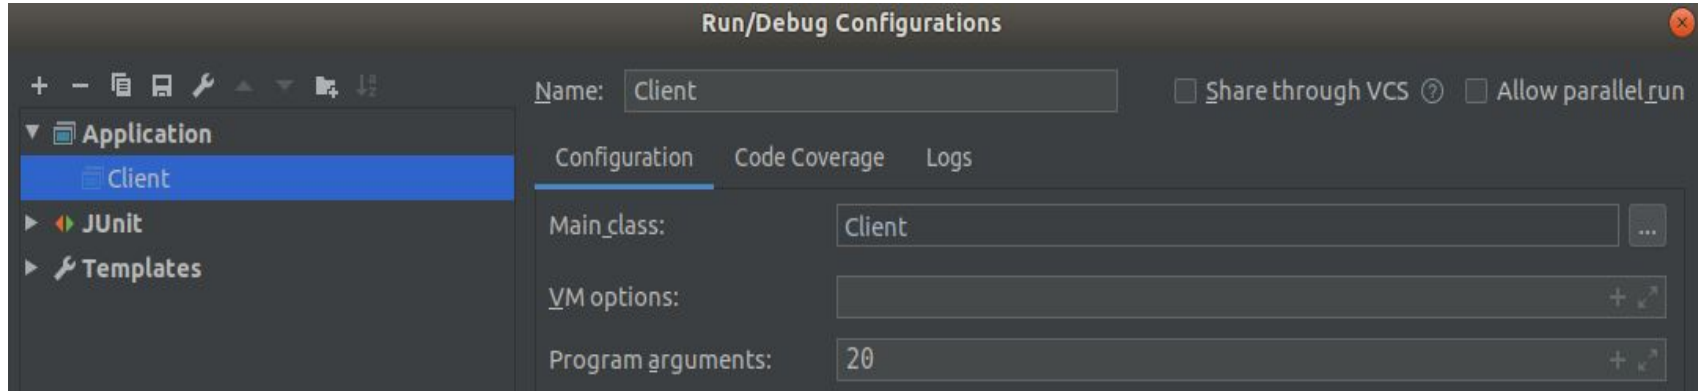 Run/Debug Configurations
Name: Client Share through VCS ? Allow parallel run
Application
Client
JUnit
Templates
Configuration Code Coverage Logs
Main class: Client ...
VM options:
Program arguments: 20